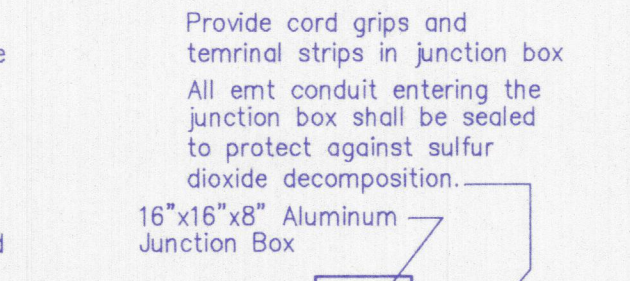 Provide cord grips and
temrinal strips in junction box
All emt conduit entering the
junction box shall be sealed
to protect against sulfur
dioxide decomposition.
16"x16"x8" Aluminum
Junction Box